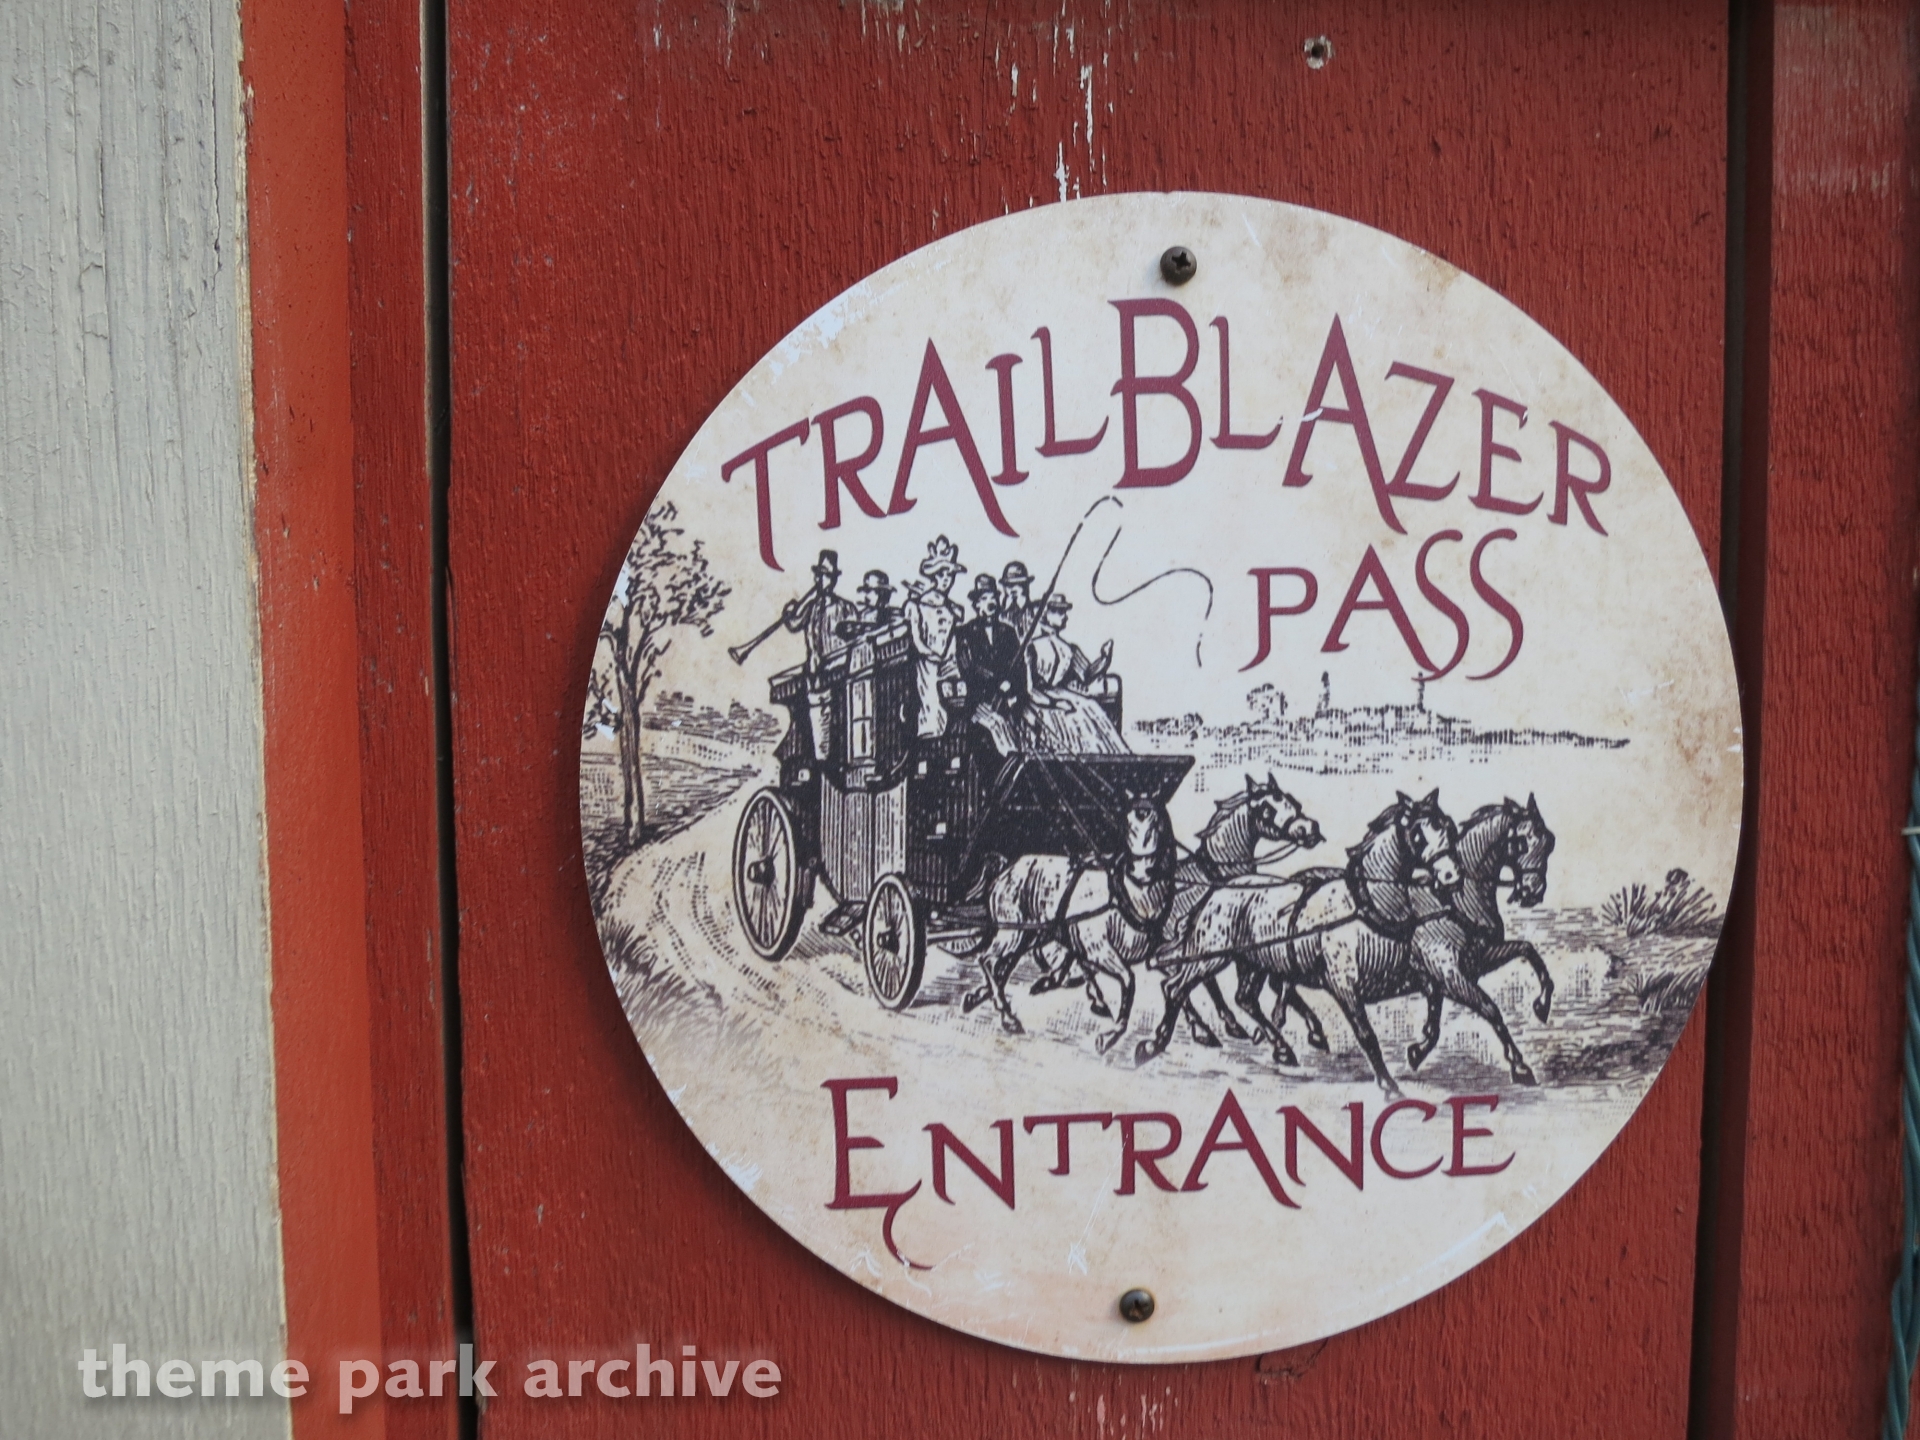 TRAILBLAZER
PASS
ENTRANCE
theme park archive